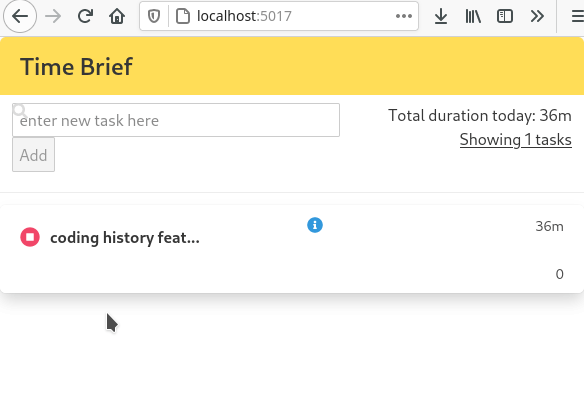 localhost:5017
Time Brief
enter new task here
Add
Total duration today: 36m
Showing 1 tasks
coding history feat...
36m
0